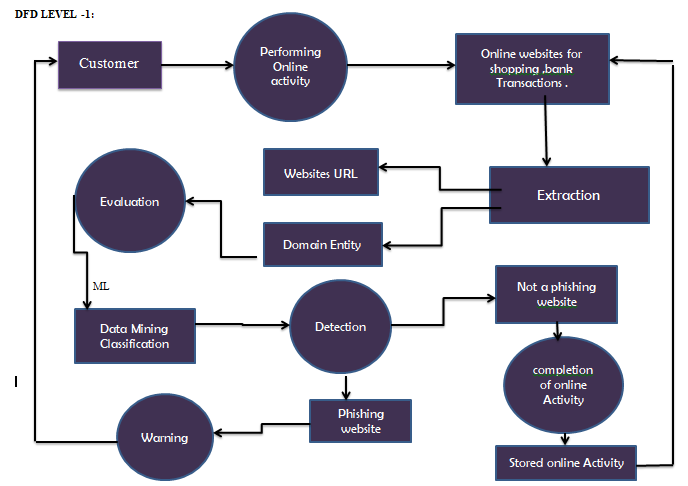 DFD LEVEL -1:
Customer
Performing
Online
activity
Online websites for
shopping ,bank
Transactions .
Websites URL
Extraction
Evaluation
Domain Entity
ML
Data Mining
Classification
Detection
Not a phishing
website
completion
of online
Activity
Phishing
website
Warning
Stored online Activity